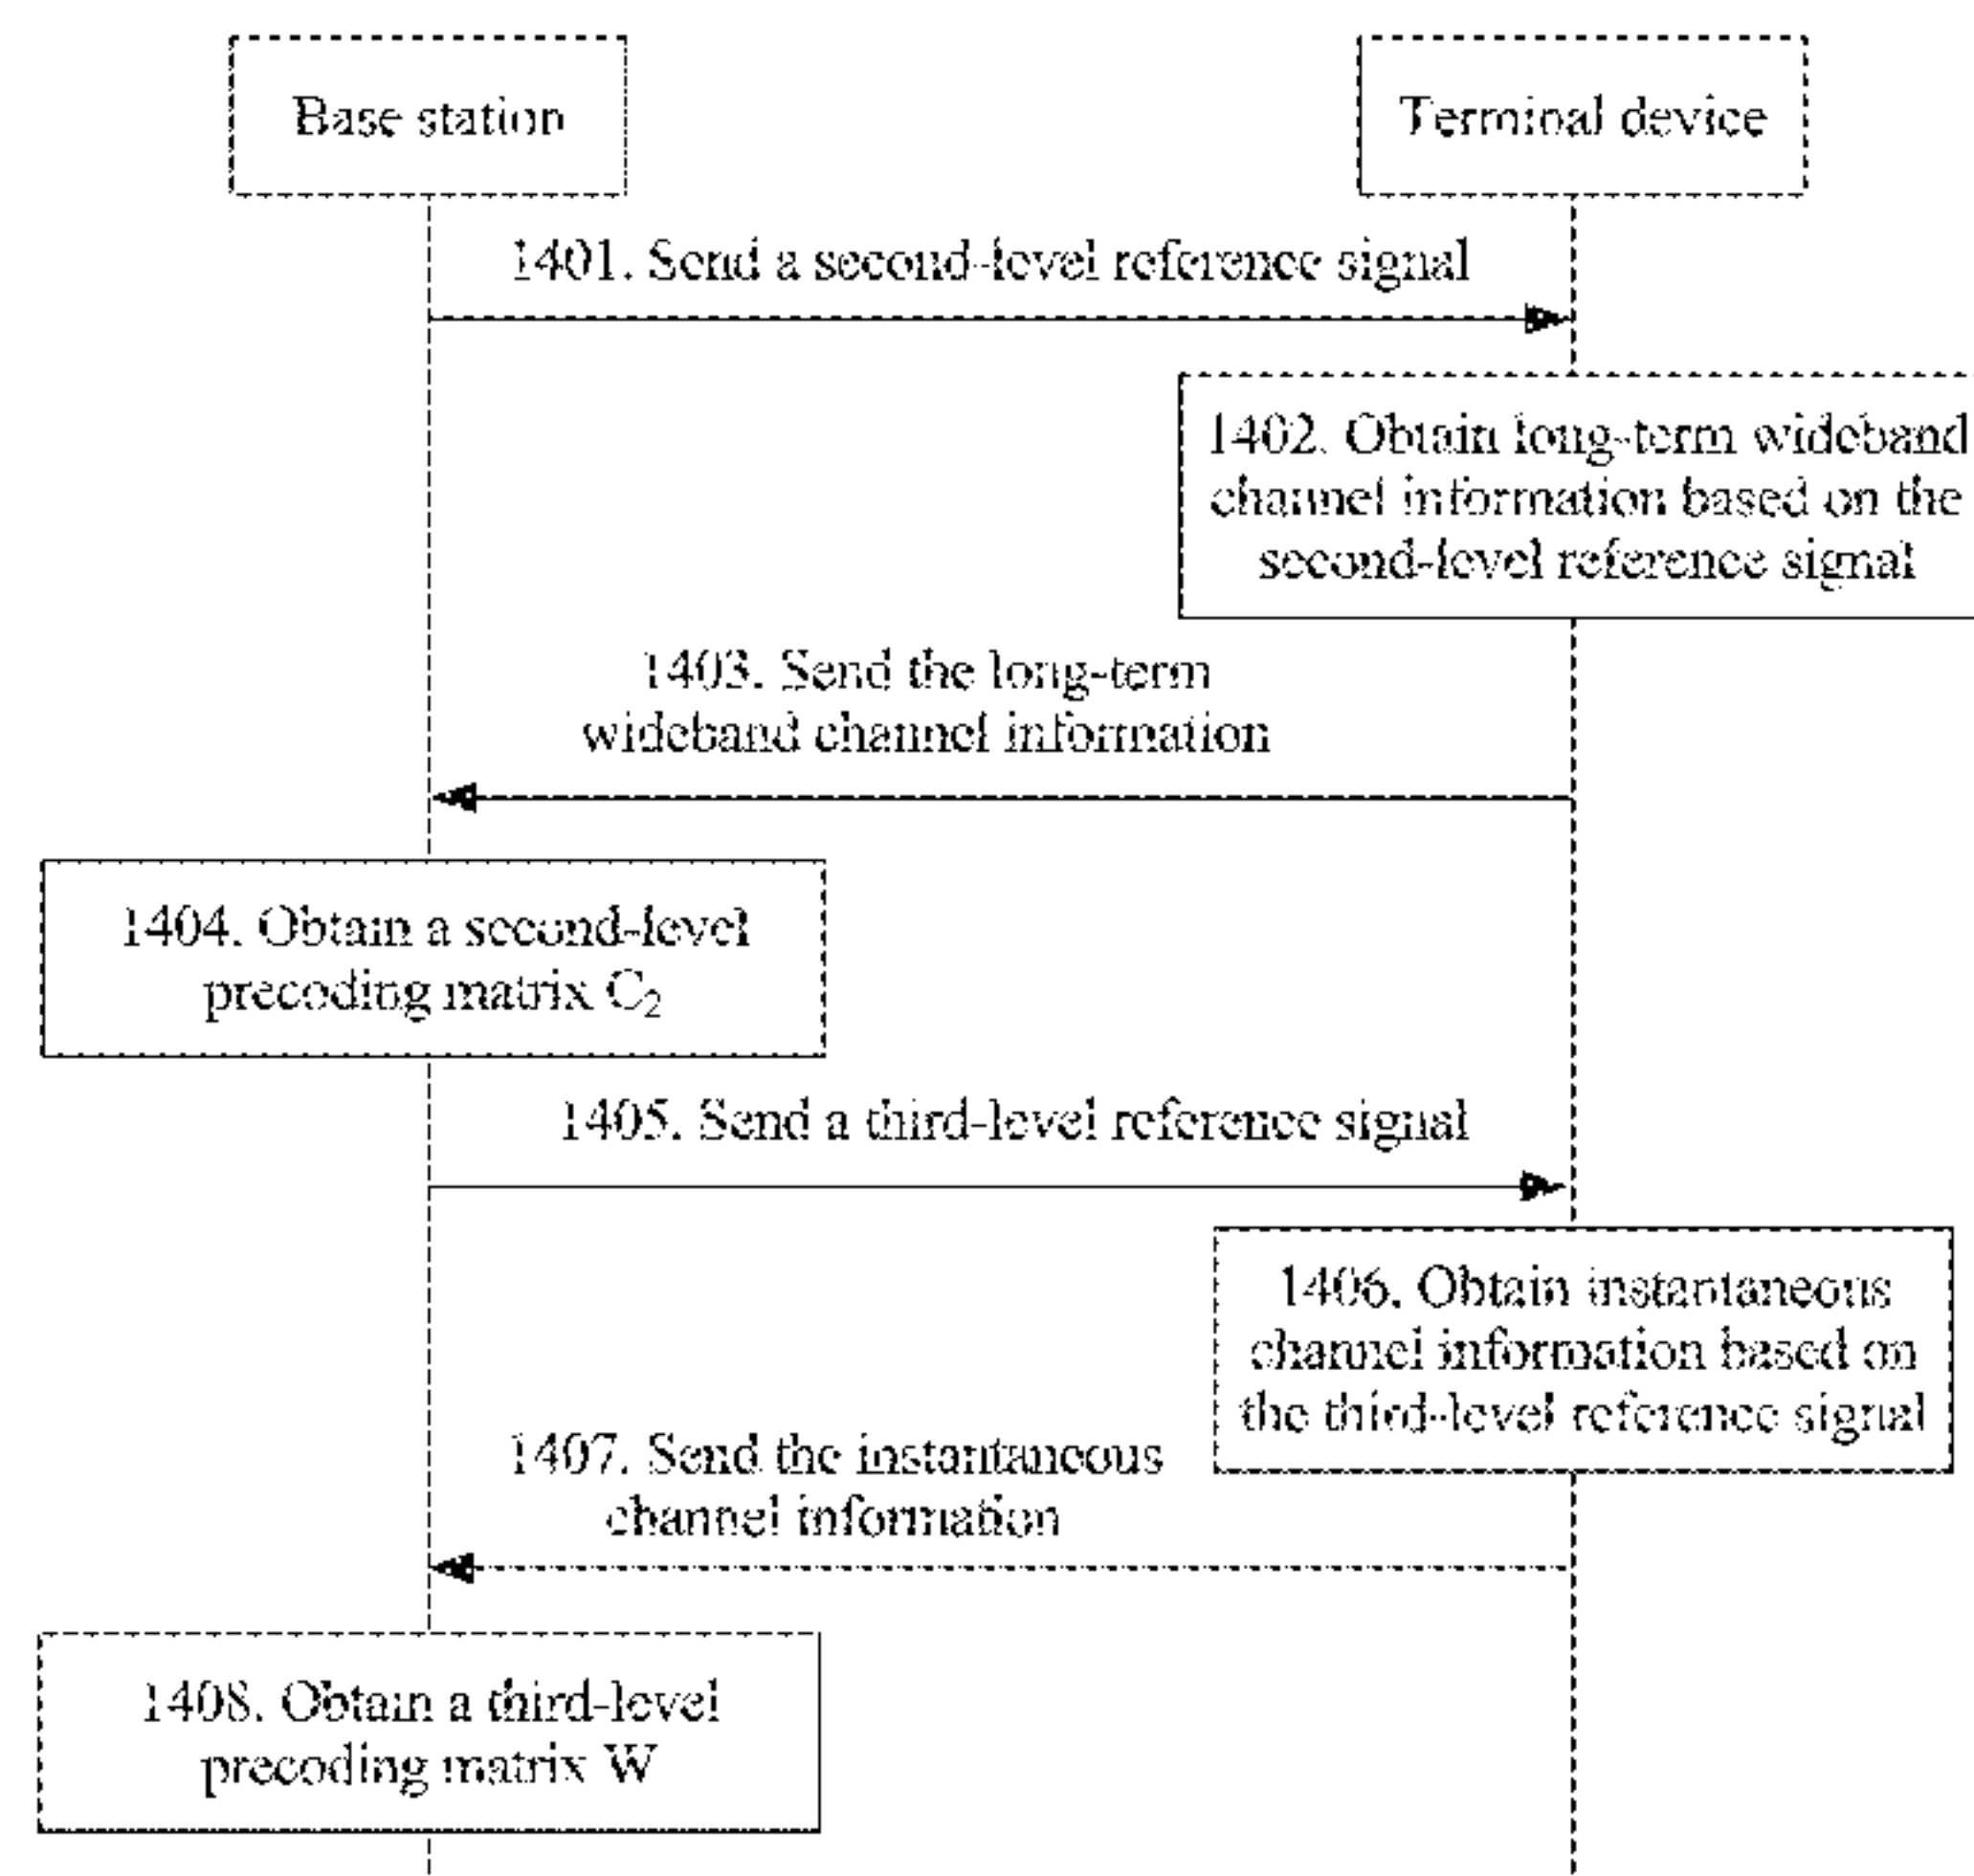 Base station
Terminal device
1401. Send a second-level reference signal
1402. Obtain long-term wideband
channel information based on the
second-level reference signal
1403. Send the long-term
wideband channel information
1404. Obtain a second-level
precoding matrix C₂
1405. Send a third-level reference signal
1406. Obtain instantaneous
channel information based on
the third-level reference signal
1407. Send the instantaneous
channel information
1408. Obtain a third-level
precoding matrix W